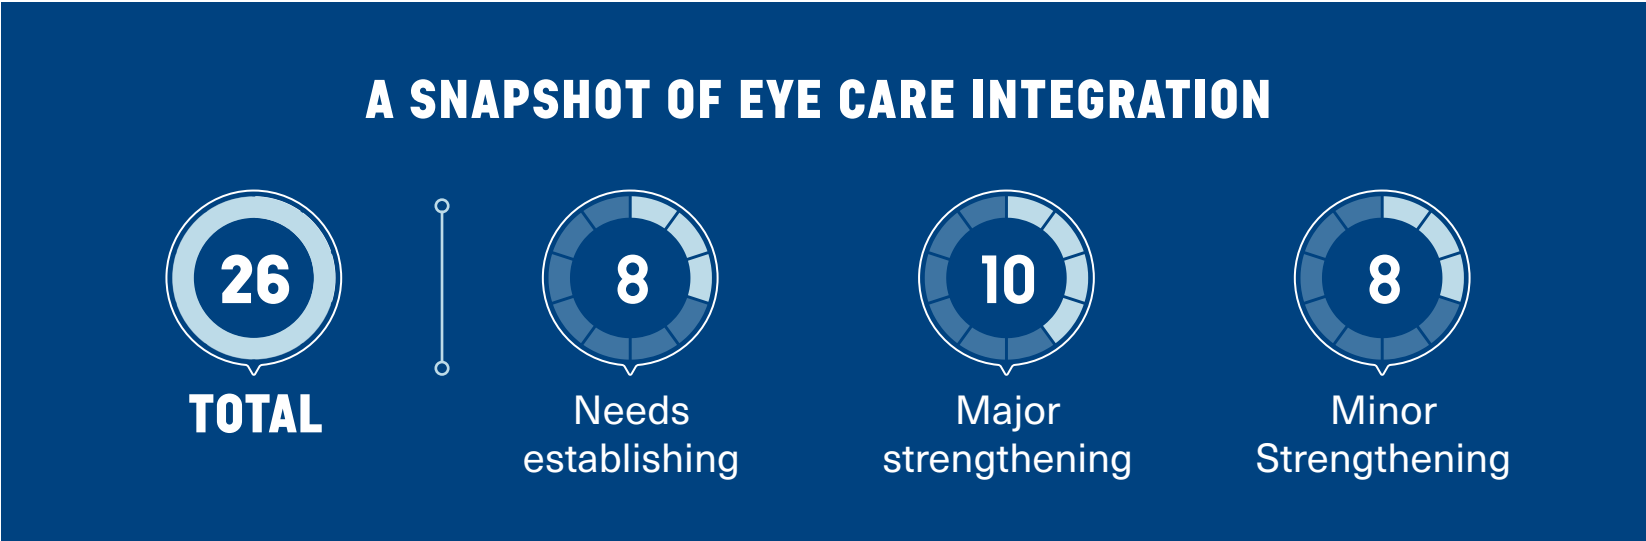 A SNAPSHOT OF EYE CARE INTEGRATION
26
TOTAL
8
Needs
establishing
10
Major
strengthening
8
Minor
Strengthening